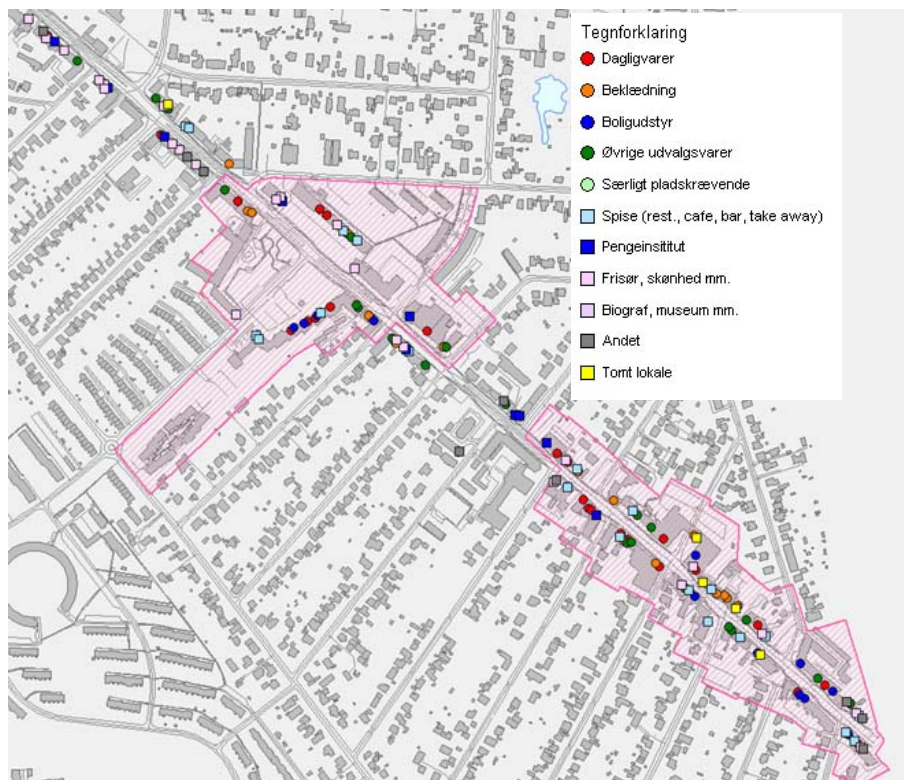 Tegnforklaring
Dagligvarer
Beklædning
Boligudstyr
Øvrige udvalgsvarer
Særligt pladskrævende
Spise (rest., cafe, bar, take away)
Pengeinsititut
Frisør, skønhed mm.
Biograf, museum mm.
Andet
Tomt lokale